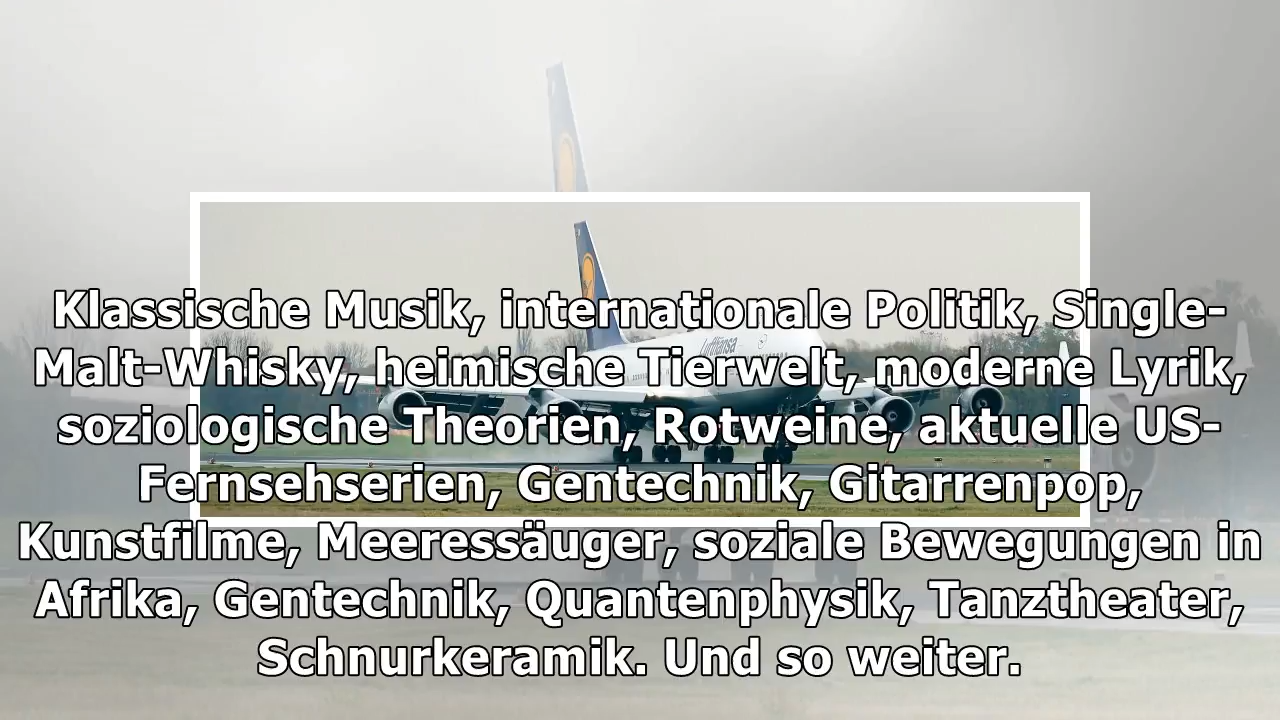 Klassische Musik, internationale Politik, Single-
Malt-Whisky, heimische Tierwelt, moderne Lyrik,
soziologische Theorien, Rotweine, aktuelle US-
Fernsehserien, Gentechnik, Gitarrenpop,
Kunstfilme, Meeressäuger, soziale Bewegungen in
Afrika, Gentechnik, Quantenphysik, Tanztheater,
Schnurkeramik. Und so weiter.
Lufthansa